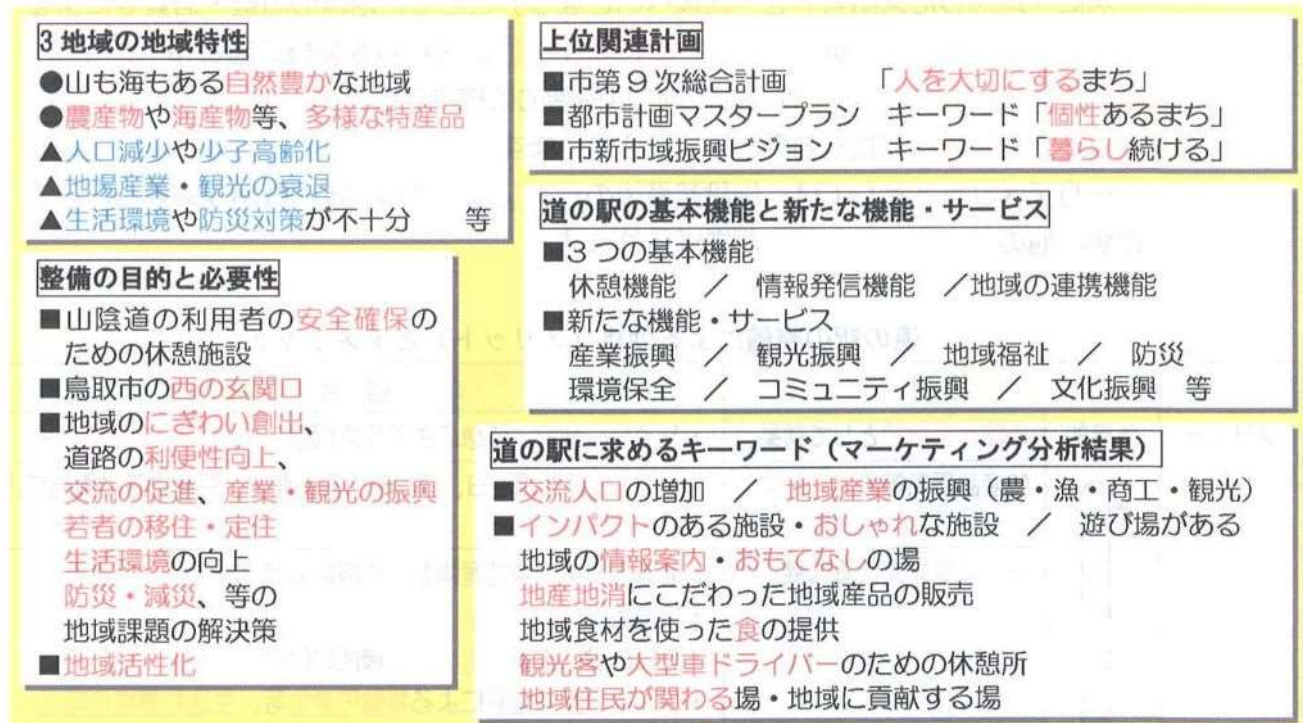 3 地域の地域特性
●山も海もある自然豊かな地域
●農産物や海産物等、多様な特産品
▲人口減少や少子高齢化
▲地場産業・観光の衰退
▲生活環境や防災対策が不十分 等
整備の目的と必要性
■山陰道の利用者の安全確保の
ための休憩施設
■鳥取市の西の玄関口
■地域のにぎわい創出、
道路の利便性向上、
交流の促進、産業・観光の振興
若者の移住・定住
生活環境の向上
防災・減災、等の
地域課題の解決策
■地域活性化
上位関連計画
■市第9次総合計画 「人を大切にするまち」
■都市計画マスタープラン キーワード「個性あるまち」
■市新市域振興ビジョン キーワード「暮らし続ける」
道の駅の基本機能と新たな機能・サービス
■3つの基本機能
休憩機能 / 情報発信機能 /地域の連携機能
■新たな機能・サービス
産業振興 / 観光振興 / 地域福祉 / 防災
環境保全 / コミュニティ振興 / 文化振興 等
道の駅に求めるキーワード（マーケティング分析結果）
■交流人口の増加 / 地域産業の振興（農・漁・商工・観光）
■インパクトのある施設・おしゃれな施設 / 遊び場がある
地域の情報案内・おもてなしの場
地産地消にこだわった地域産品の販売
地域食材を使った食の提供
観光客や大型車ドライバーのための休憩所
地域住民が関わる場・地域に貢献する場